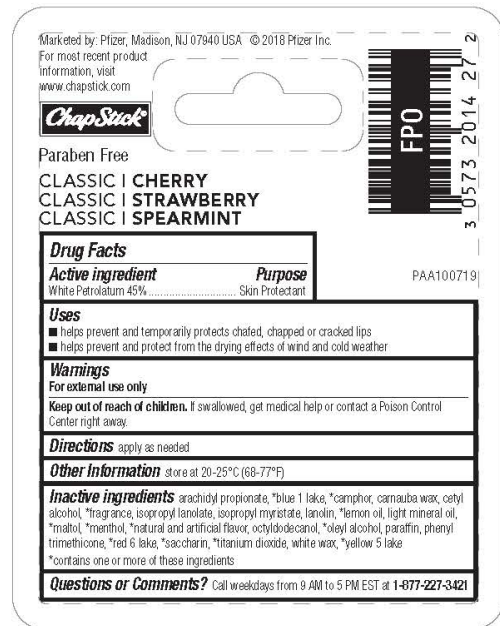 Marketed by: Pfizer, Madison, NJ 07940 USA © 2018 Pfizer Inc.
For most recent product
information, visit
www.chapstick.com
ChapStick®
Paraben Free
CLASSIC | CHERRY
CLASSIC | STRAWBERRY
CLASSIC | SPEARMINT
FPO
3 0573 2014 27 2
PAA100719
Drug Facts
Active ingredient Purpose
White Petrolatum 45%.......................... Skin Protectant
Uses
■ helps prevent and temporarily protects chafed, chapped or cracked lips
■ helps prevent and protect from the drying effects of wind and cold weather
Warnings
For external use only
Keep out of reach of children. If swallowed, get medical help or contact a Poison Control
Center right away.
Directions apply as needed
Other Information store at 20-25°C (68-77°F)
Inactive ingredients arachidyl propionate, *blue 1 lake, *camphor, carnauba wax, cetyl
alcohol, *fragrance, isopropyl lanolate, isopropyl myristate, lanolin, *lemon oil, light mineral oil,
*maltol, *menthol, *natural and artificial flavor, octyldodecanol, *oleyl alcohol, paraffin, phenyl
trimethicone, *red 6 lake, *saccharin, *titanium dioxide, white wax, *yellow 5 lake
*contains one or more of these ingredients
Questions or Comments? Call weekdays from 9 AM to 5 PM EST at 1-877-227-3421